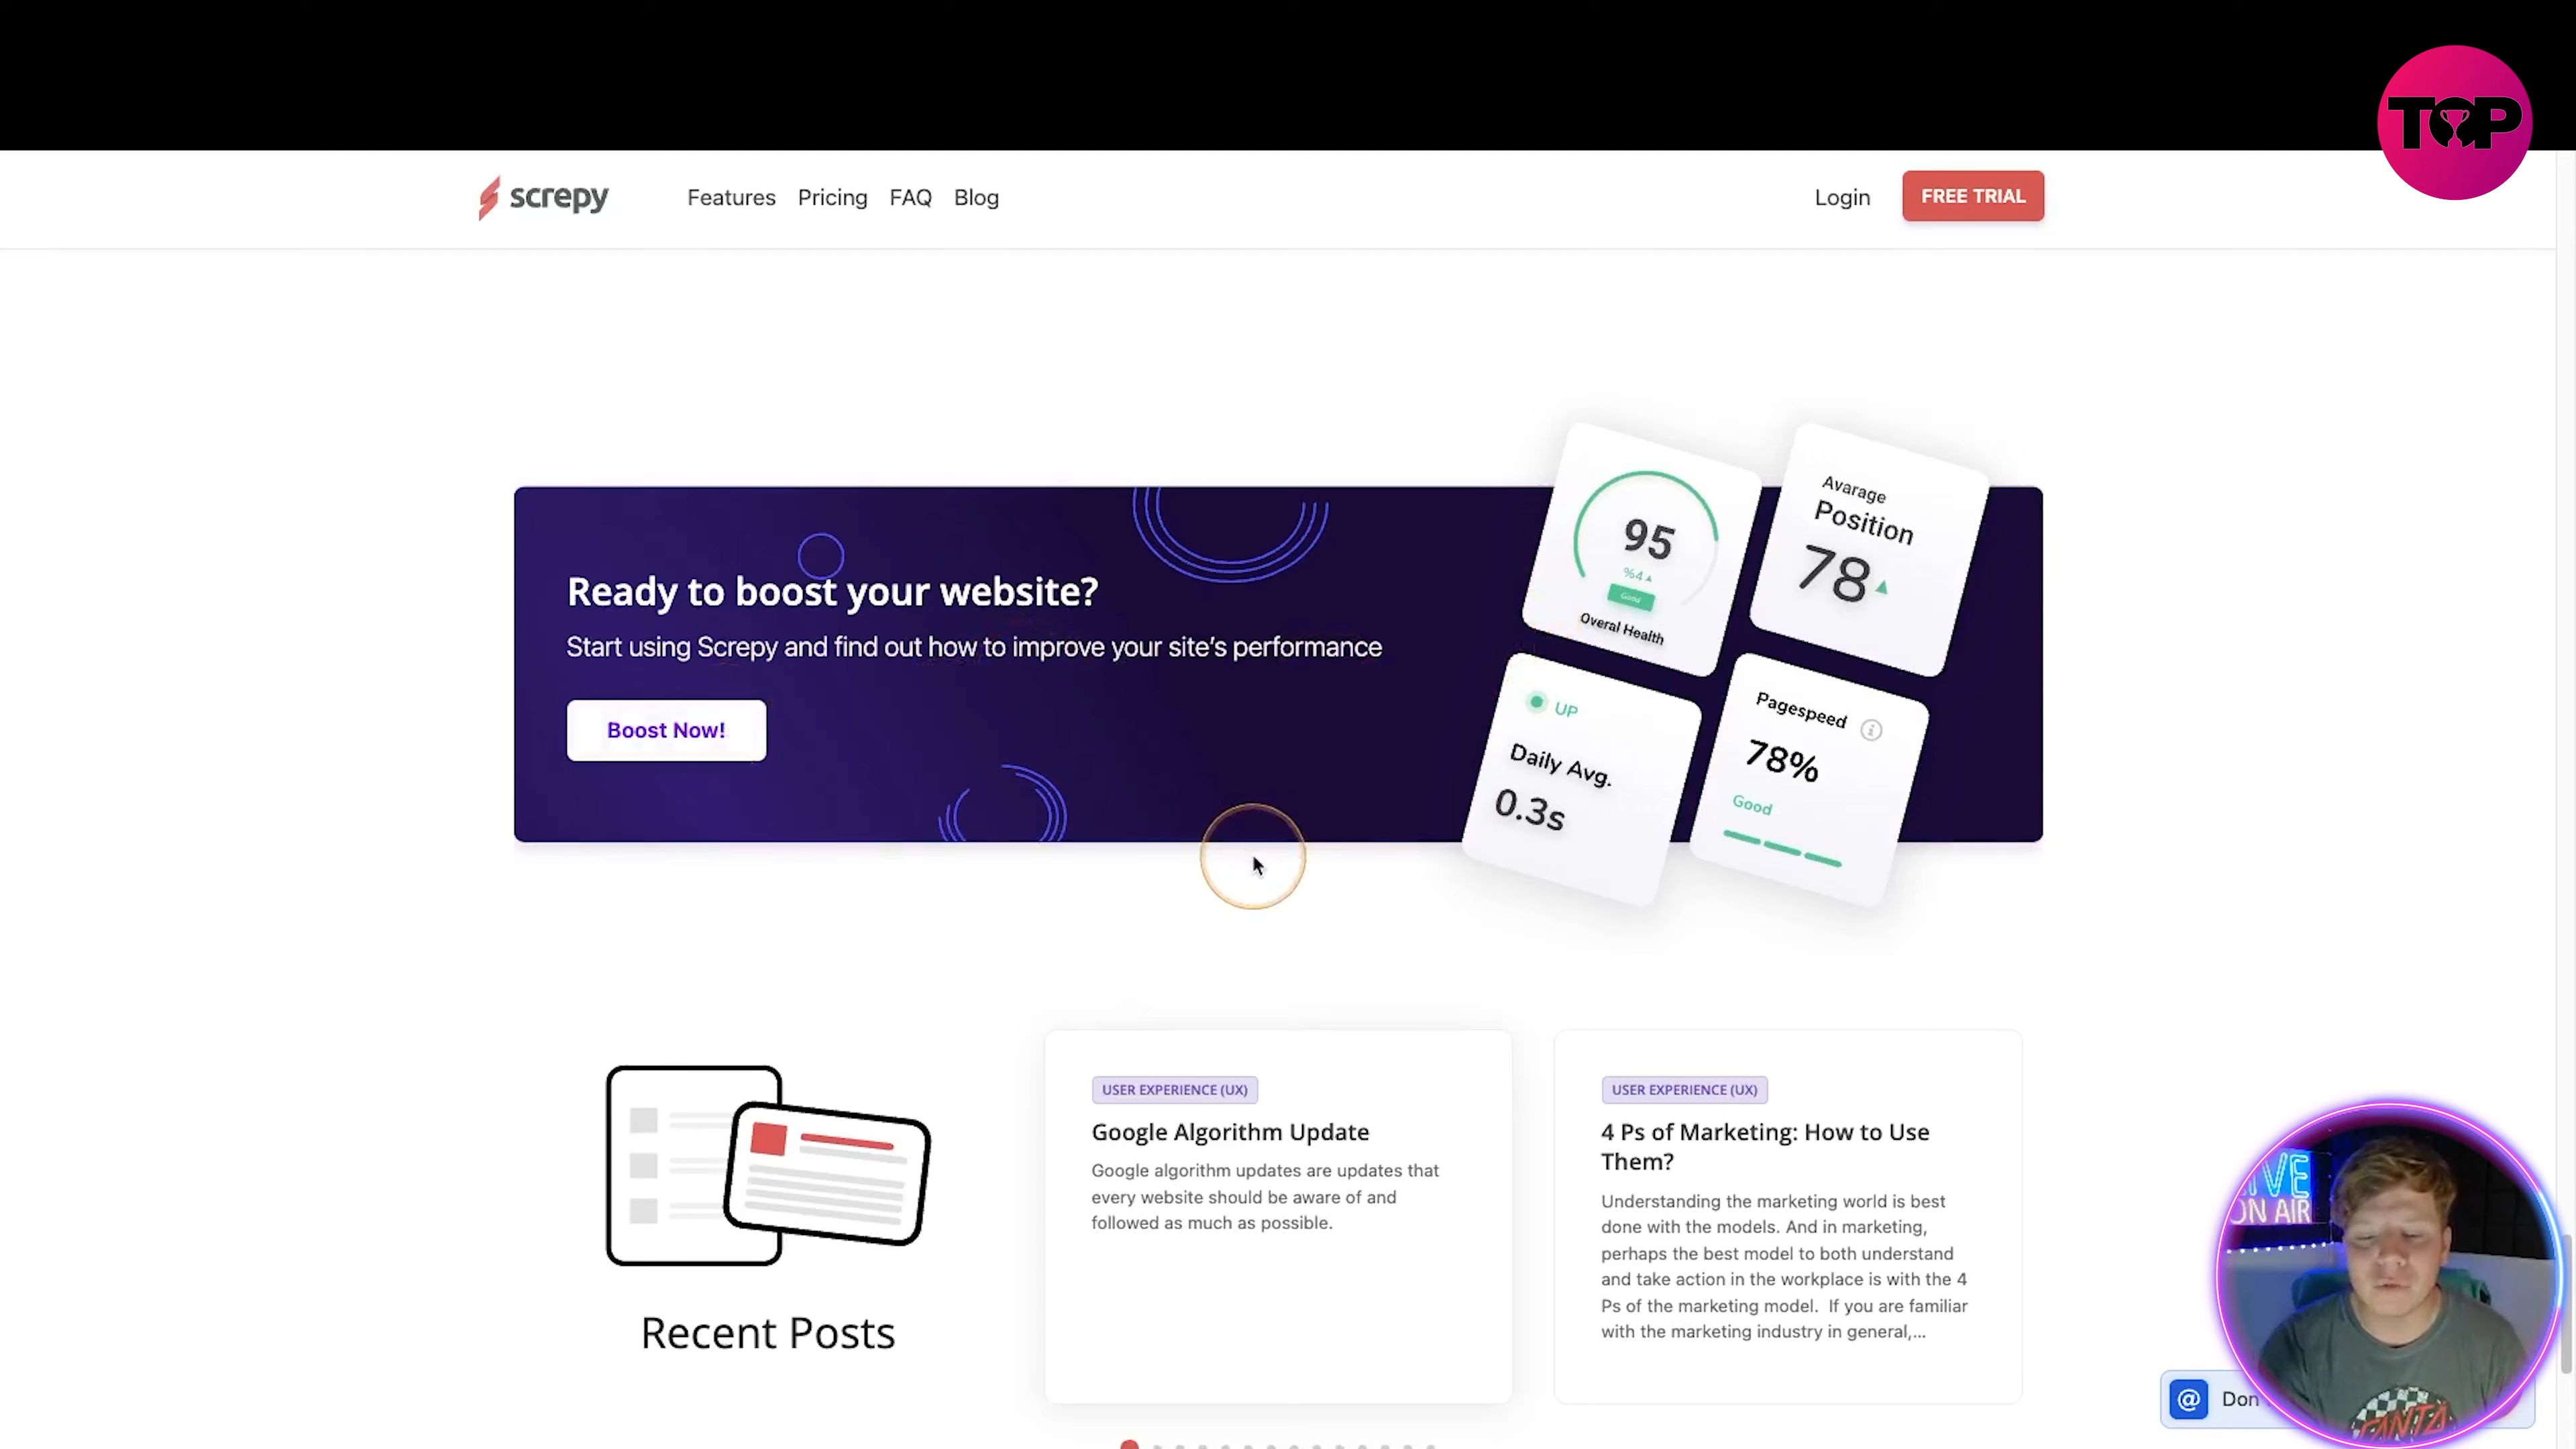 TOP
screpy
Features Pricing FAQ Blog
Login
FREE TRIAL
Ready to boost your website?
Start using Screpy and find out how to improve your site's performance
Boost Now!
95
%4
Good
Overal Health
Avarage
Position
78
UP
Daily Avg.
0.3s
Pagespeed
78%
Good
Recent Posts
USER EXPERIENCE (UX)
Google Algorithm Update
Google algorithm updates are updates that
every website should be aware of and
followed as much as possible.
USER EXPERIENCE (UX)
4 Ps of Marketing: How to Use
Them?
Understanding the marketing world is best
done with the models. And in marketing,
perhaps the best model to both understand
and take action in the workplace is with the 4
Ps of the marketing model. If you are familiar
with the marketing industry in general,...
ON AIR
@ Don